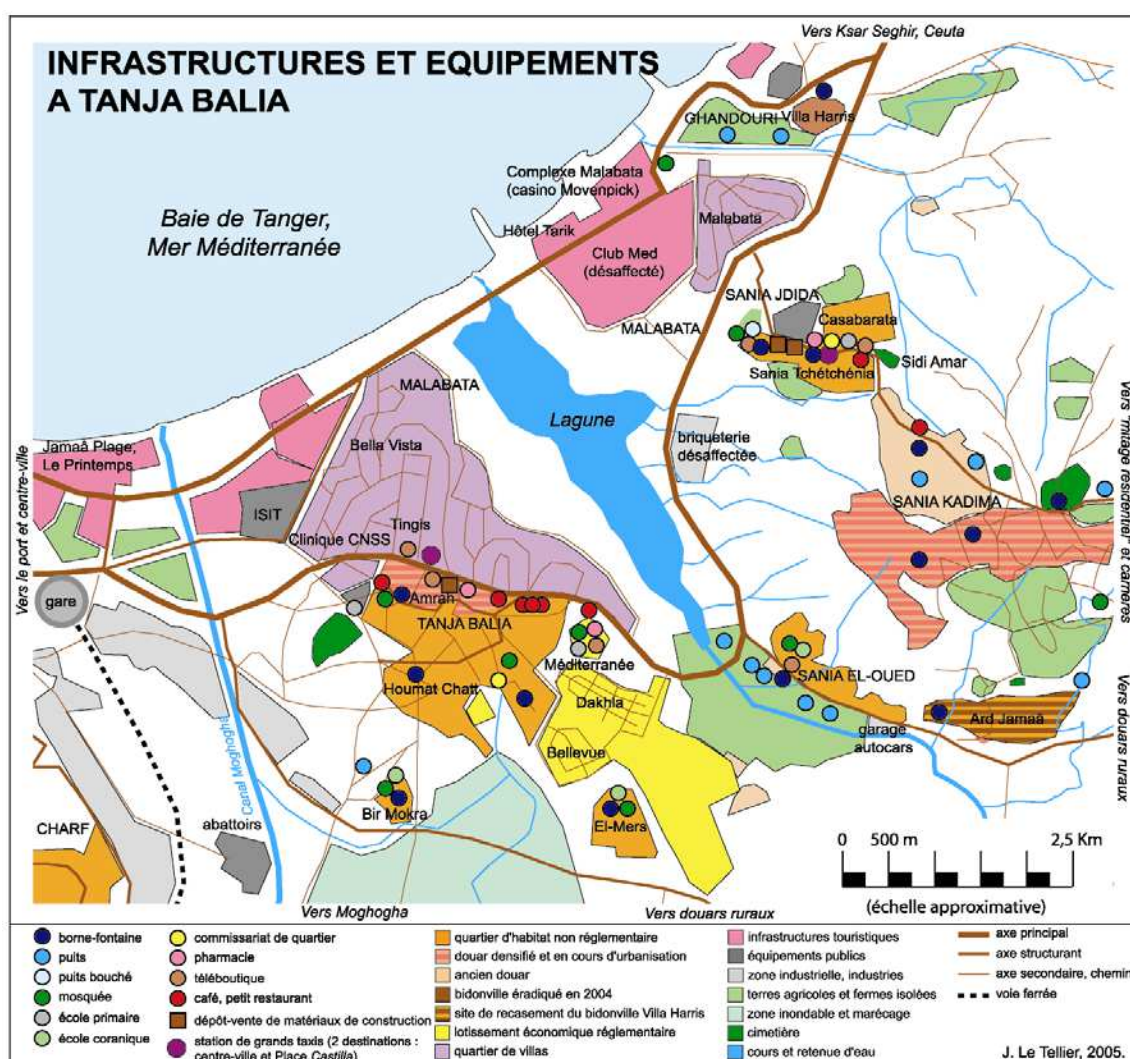 INFRASTRUCTURES ET EQUIPEMENTS
A TANJA BALIA
Vers Ksar Seghir, Ceuta
GHANDOURI
Villa Harris
Complexe Malabata
(casino Movenpick)
Baie de Tanger,
Mer Méditerranée
Hôtel Tarik
Malabata
Club Med
(désaffecté)
SANIA JDIDA
MALABATA
Casabarata
Sidi Amar
Sania Tchétchénia
MALABATA
Lagune
Bella Vista
briqueterie
désaffectée
Jamaâ Plage,
Le Printemps
SANIA KADIMA
ISIT
Tingis
Clinique CNSS
Vers le port et centre-ville
Vers "mitage résidentiel" et carrières
gare
Amrah
TANJA BALIA
Méditerranée
SANIA EL-OUED
Houmat Chatt
Dakhla
Ard Jamaâ
garage
autocars
Vers douars ruraux
Bellevue
Canal Moghogha
Bir Mokra
El-Mers
CHARF
abattoirs
0 500 m 2,5 Km
(échelle approximative)
Vers Moghogha
Vers douars ruraux
borne-fontaine
puits
puits bouché
mosquée
école primaire
école coranique
commissariat de quartier
pharmacie
téléboutique
café, petit restaurant
dépôt-vente de matériaux de construction
station de grands taxis (2 destinations :
centre-ville et Place Castilla)
quartier d'habitat non réglementaire
douar densifié et en cours d'urbanisation
ancien douar
bidonville éradiqué en 2004
site de recasement du bidonville Villa Harris
lotissement économique réglementaire
quartier de villas
infrastructures touristiques
équipements publics
zone industrielle, industries
terres agricoles et fermes isolées
zone inondable et marécage
cimetière
cours et retenue d'eau
axe principal
axe structurant
axe secondaire, chemin
voie ferrée
J. Le Tellier, 2005.